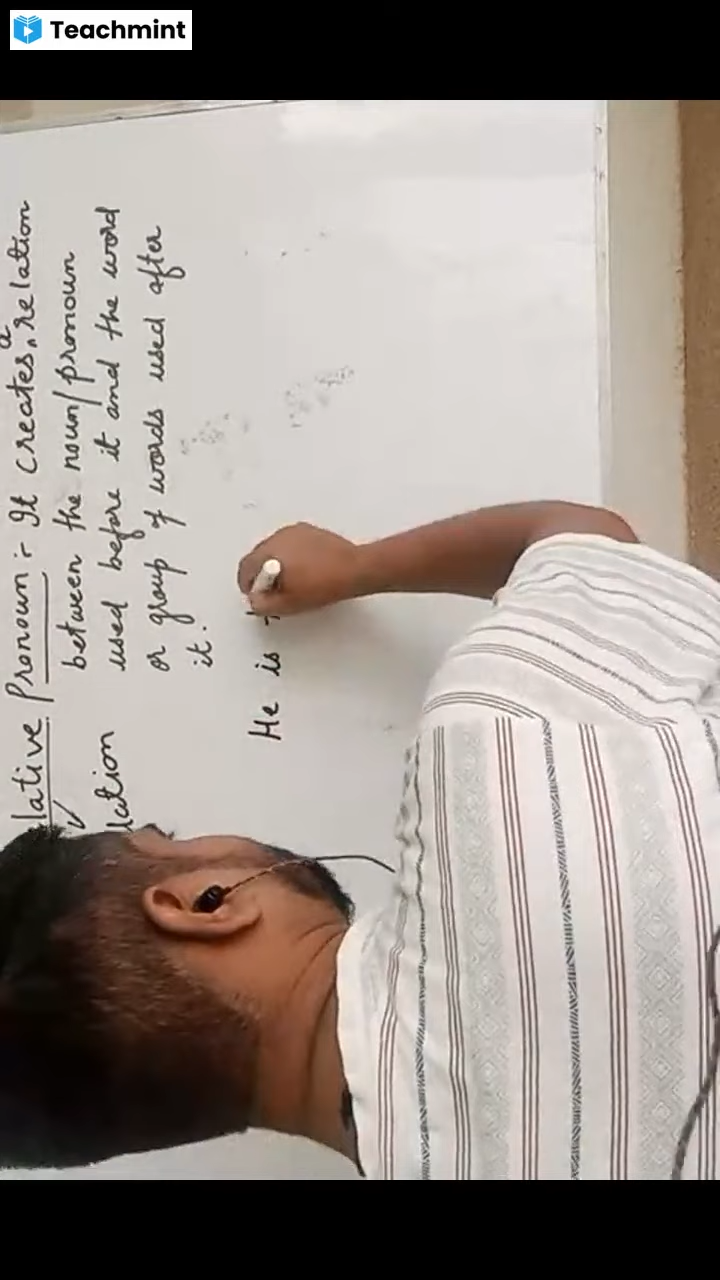 Teachmint
lative Pronoun :- It creates a relation
between the noun/pronoun
lation used before it and the word
or group of words used after
it.
He is